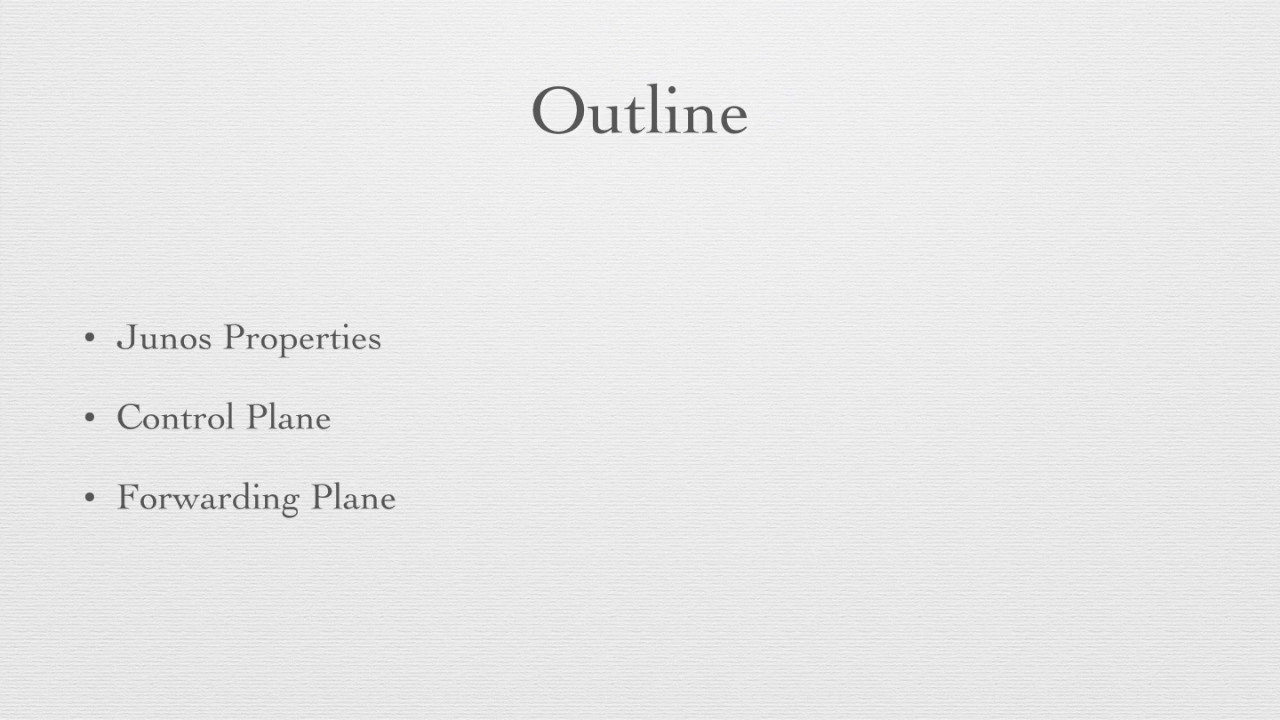 Outline
• Junos Properties
• Control Plane
• Forwarding Plane